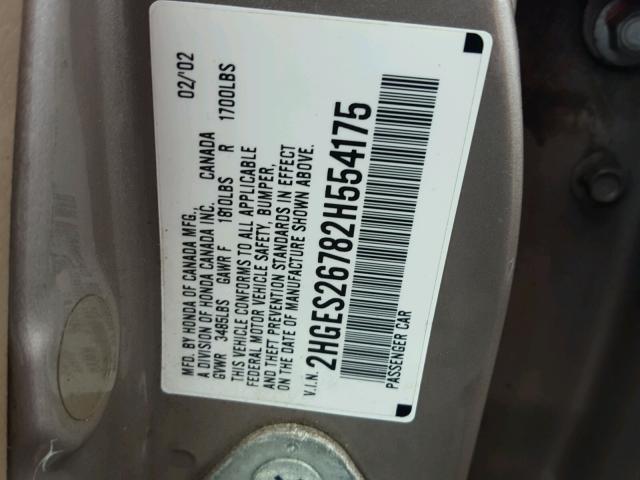 MFD. BY HONDA OF CANADA MFG. 02/'02
A DIVISION OF HONDA CANADA INC. CANADA
GVWR 3485LBS GAWR F 1810LBS R 1700LBS
THIS VEHICLE CONFORMS TO ALL APPLICABLE
FEDERAL MOTOR VEHICLE SAFETY, BUMPER,
AND THEFT PREVENTION STANDARDS IN EFFECT
ON THE DATE OF MANUFACTURE SHOWN ABOVE.
V.I.N. 2HGES26782H554175
PASSENGER CAR